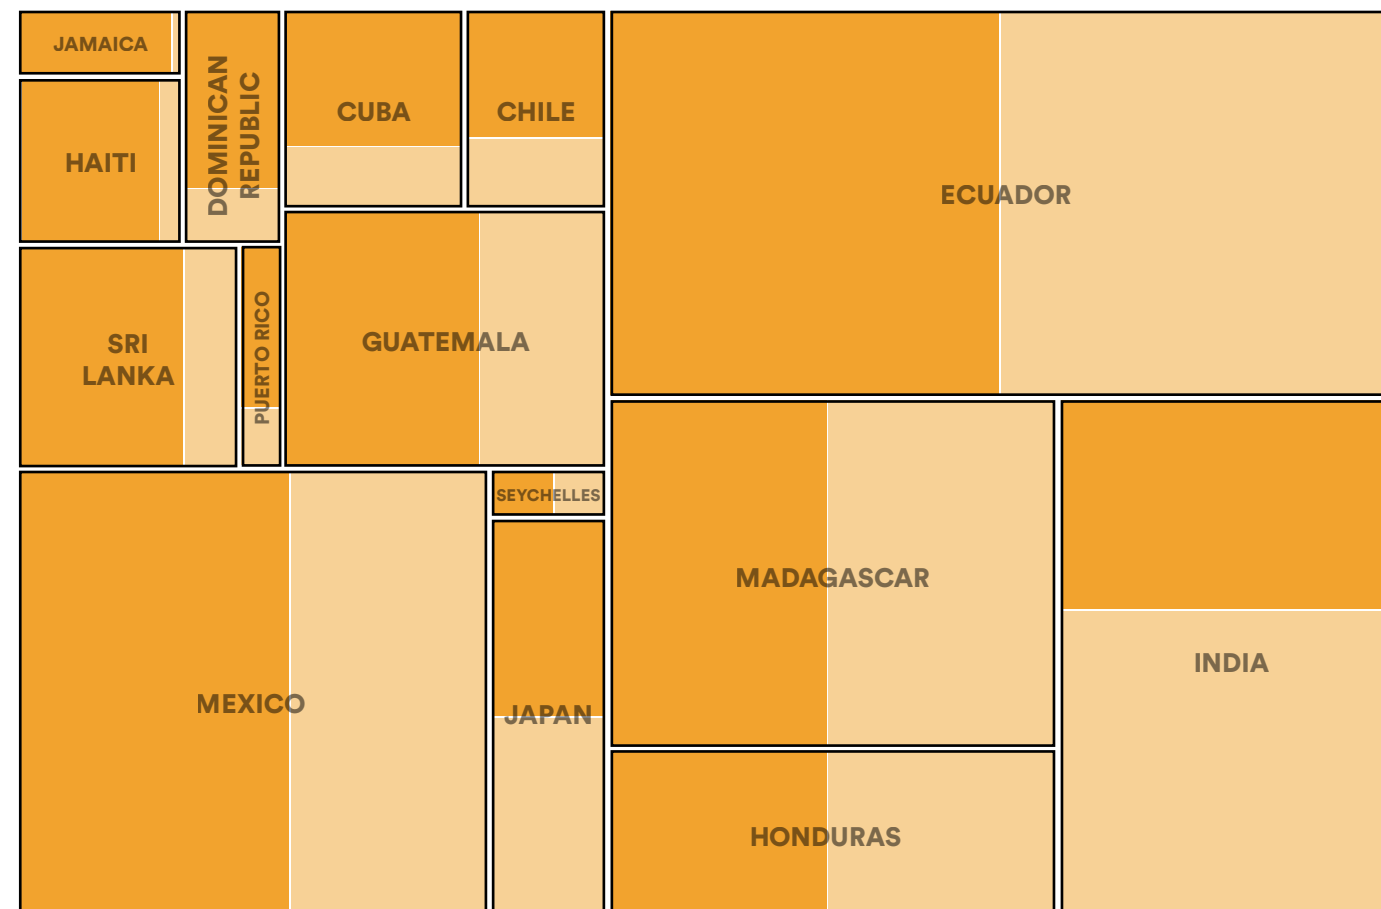 JAMAICA
HAITI
DOMINICAN
REPUBLIC
CUBA
CHILE
ECUADOR
SRI
LANKA
PUERTO RICO
GUATEMALA
MEXICO
SEYCHELLES
JAPAN
MADAGASCAR
HONDURAS
INDIA